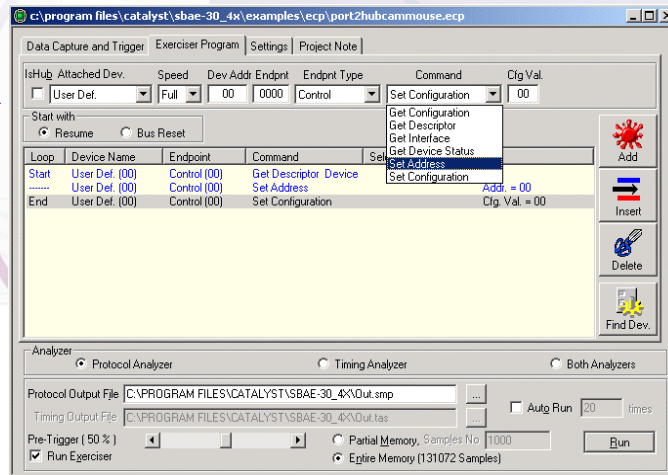 c:\program files\catalyst\sbae-30_4x\examples\ecp\port2hubcammouse.ecp
Data Capture and Trigger Exerciser Program Settings Project Note
IsHub Attached Dev. Speed Dev Addr Endpnt Endpnt Type Command Cfg Val.
User Def. Full 00 0000 Control Set Configuration 00
Start with
Resume Bus Reset
Get Configuration
Get Descriptor
Get Interface
Get Device Status
Set Address
Set Configuration
Loop Device Name Endpoint Command
Start User Def. (00) Control (00) Get Descriptor Device
------- User Def. (00) Control (00) Set Address Addr. = 00
End User Def. (00) Control (00) Set Configuration Cfg. Val. = 00
Add
Insert
Delete
Find Dev.
Analyzer
Protocol Analyzer Timing Analyzer Both Analyzers
Protocol Output File C:\PROGRAM FILES\CATALYST\SBAE-30_4X\Out.smp ...
Timing Output File C:\PROGRAM FILES\CATALYST\SBAE-30_4X\Out.tas ...
Auto Run 20 times
Pre-Trigger ( 50 % ) Partial Memory, Samples No 1000
Run Exerciser Entire Memory (131072 Samples)
Run